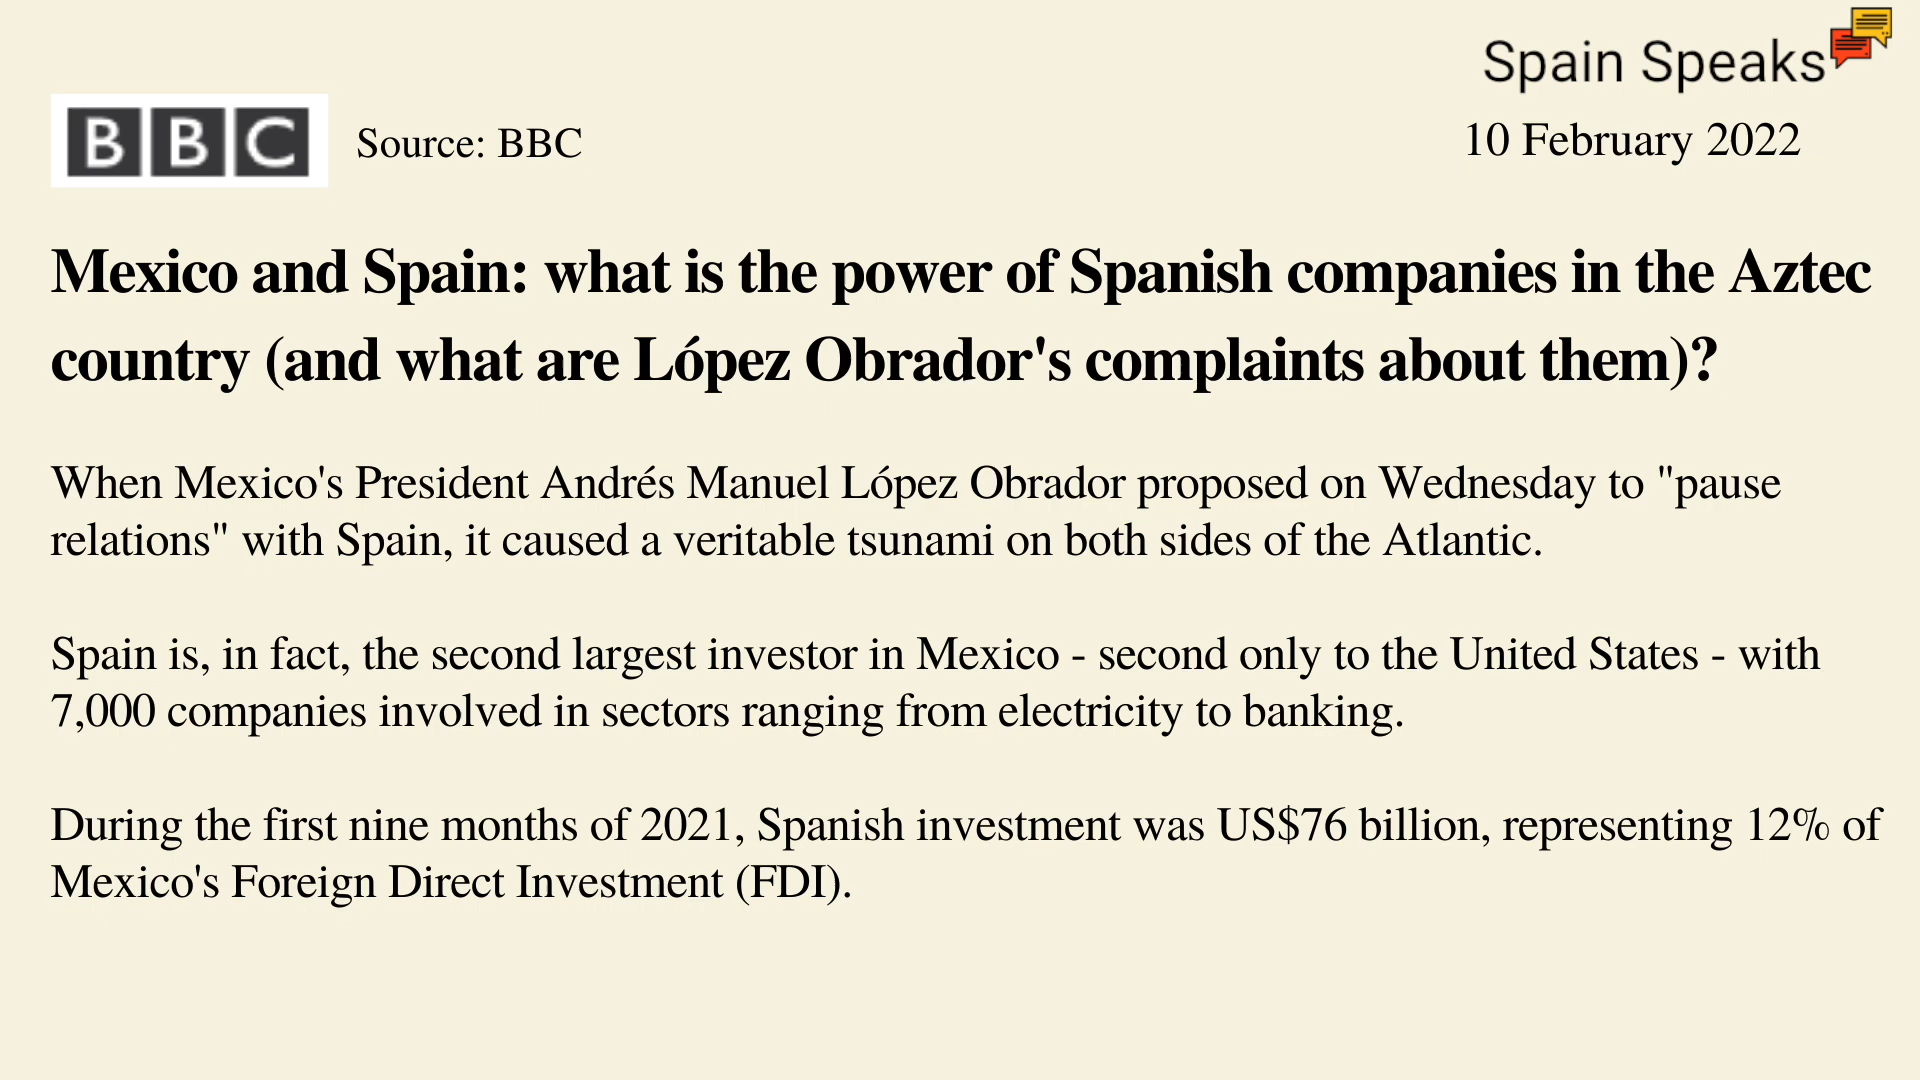 Spain Speaks
BBC Source: BBC 10 February 2022
Mexico and Spain: what is the power of Spanish companies in the Aztec
country (and what are López Obrador's complaints about them)?
When Mexico's President Andrés Manuel López Obrador proposed on Wednesday to "pause
relations" with Spain, it caused a veritable tsunami on both sides of the Atlantic.
Spain is, in fact, the second largest investor in Mexico - second only to the United States - with
7,000 companies involved in sectors ranging from electricity to banking.
During the first nine months of 2021, Spanish investment was US$76 billion, representing 12% of
Mexico's Foreign Direct Investment (FDI).